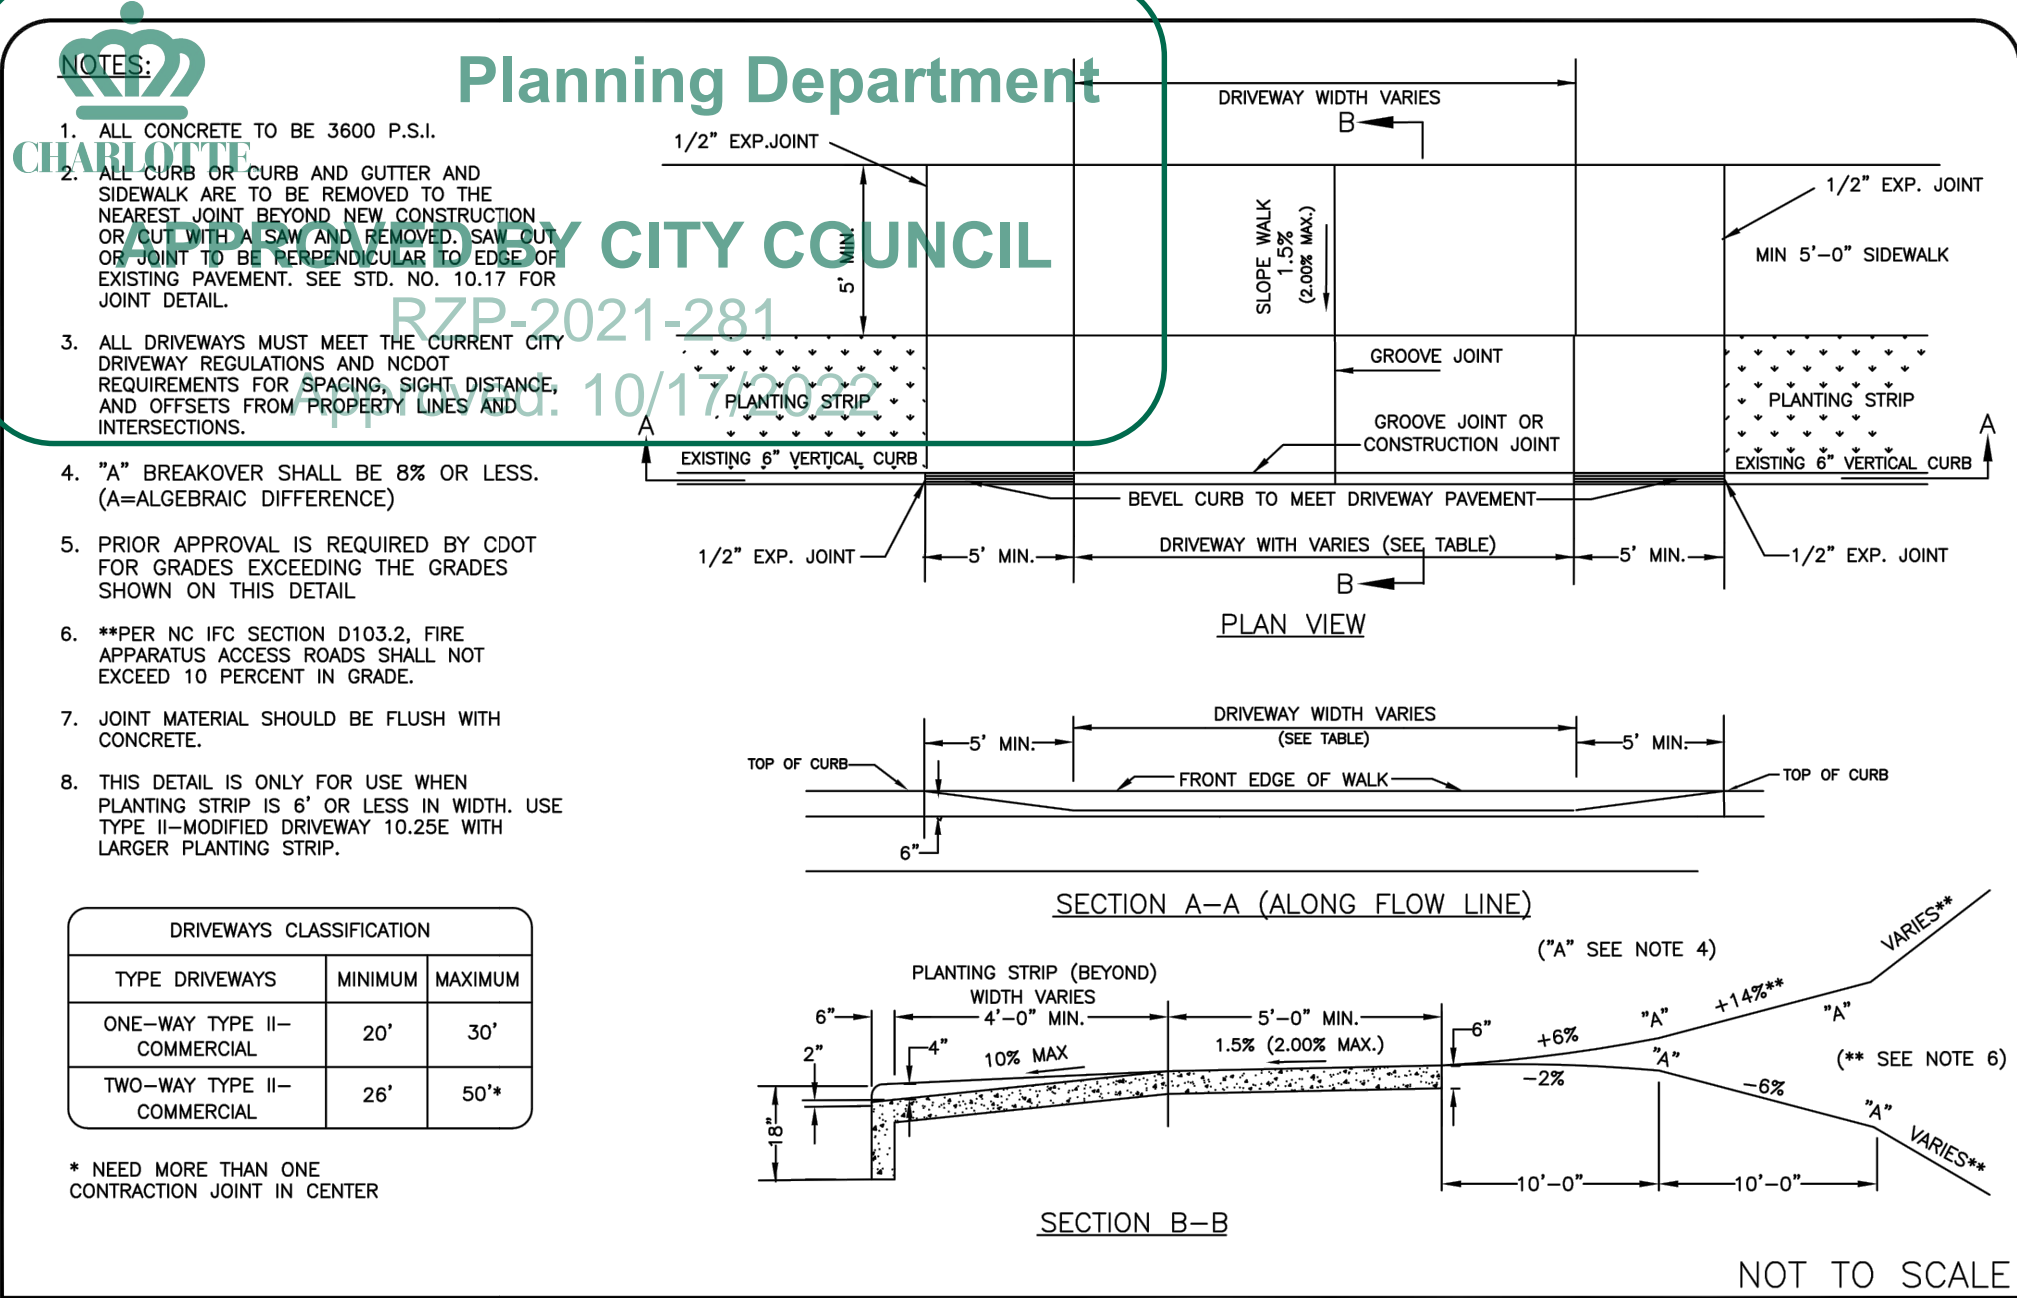 NOTES:
CHARLOTTE
Planning Department
APPROVED BY CITY COUNCIL
RZP-2021-281
Approved: 10/17/2022
1. ALL CONCRETE TO BE 3600 P.S.I.
2. ALL CURB OR CURB AND GUTTER AND
SIDEWALK ARE TO BE REMOVED TO THE
NEAREST JOINT BEYOND NEW CONSTRUCTION
OR CUT WITH A SAW AND REMOVED. SAW CUT
OR JOINT TO BE PERPENDICULAR TO EDGE OF
EXISTING PAVEMENT. SEE STD. NO. 10.17 FOR
JOINT DETAIL.
3. ALL DRIVEWAYS MUST MEET THE CURRENT CITY
DRIVEWAY REGULATIONS AND NCDOT
REQUIREMENTS FOR SPACING, SIGHT DISTANCE,
AND OFFSETS FROM PROPERTY LINES AND
INTERSECTIONS.
4. "A" BREAKOVER SHALL BE 8% OR LESS.
(A=ALGEBRAIC DIFFERENCE)
5. PRIOR APPROVAL IS REQUIRED BY CDOT
FOR GRADES EXCEEDING THE GRADES
SHOWN ON THIS DETAIL
6. **PER NC IFC SECTION D103.2, FIRE
APPARATUS ACCESS ROADS SHALL NOT
EXCEED 10 PERCENT IN GRADE.
7. JOINT MATERIAL SHOULD BE FLUSH WITH
CONCRETE.
8. THIS DETAIL IS ONLY FOR USE WHEN
PLANTING STRIP IS 6' OR LESS IN WIDTH. USE
TYPE II-MODIFIED DRIVEWAY 10.25E WITH
LARGER PLANTING STRIP.
DRIVEWAYS CLASSIFICATION
TYPE DRIVEWAYS MINIMUM MAXIMUM
ONE-WAY TYPE II-
COMMERCIAL 20' 30'
TWO-WAY TYPE II-
COMMERCIAL 26' 50'*
* NEED MORE THAN ONE
CONTRACTION JOINT IN CENTER
DRIVEWAY WIDTH VARIES
B
1/2" EXP.JOINT
1/2" EXP. JOINT
5' MIN.
SLOPE WALK
1.5%
(2.00% MAX.)
MIN 5'-0" SIDEWALK
GROOVE JOINT
PLANTING STRIP
PLANTING STRIP
GROOVE JOINT OR
CONSTRUCTION JOINT
A
A
EXISTING 6" VERTICAL CURB
EXISTING 6" VERTICAL CURB
BEVEL CURB TO MEET DRIVEWAY PAVEMENT
1/2" EXP. JOINT
5' MIN.
DRIVEWAY WITH VARIES (SEE TABLE)
5' MIN.
1/2" EXP. JOINT
B
PLAN VIEW
DRIVEWAY WIDTH VARIES
(SEE TABLE)
5' MIN.
5' MIN.
TOP OF CURB
FRONT EDGE OF WALK
TOP OF CURB
6"
SECTION A-A (ALONG FLOW LINE)
("A" SEE NOTE 4)
VARIES**
PLANTING STRIP (BEYOND)
WIDTH VARIES
6"
4'-0" MIN.
5'-0" MIN.
6"
+6%
"A"
+14%**
"A"
2"
4"
10% MAX
1.5% (2.00% MAX.)
-2%
"A"
-6%
"A"
(** SEE NOTE 6)
VARIES**
18"
10'-0"
10'-0"
SECTION B-B
NOT TO SCALE